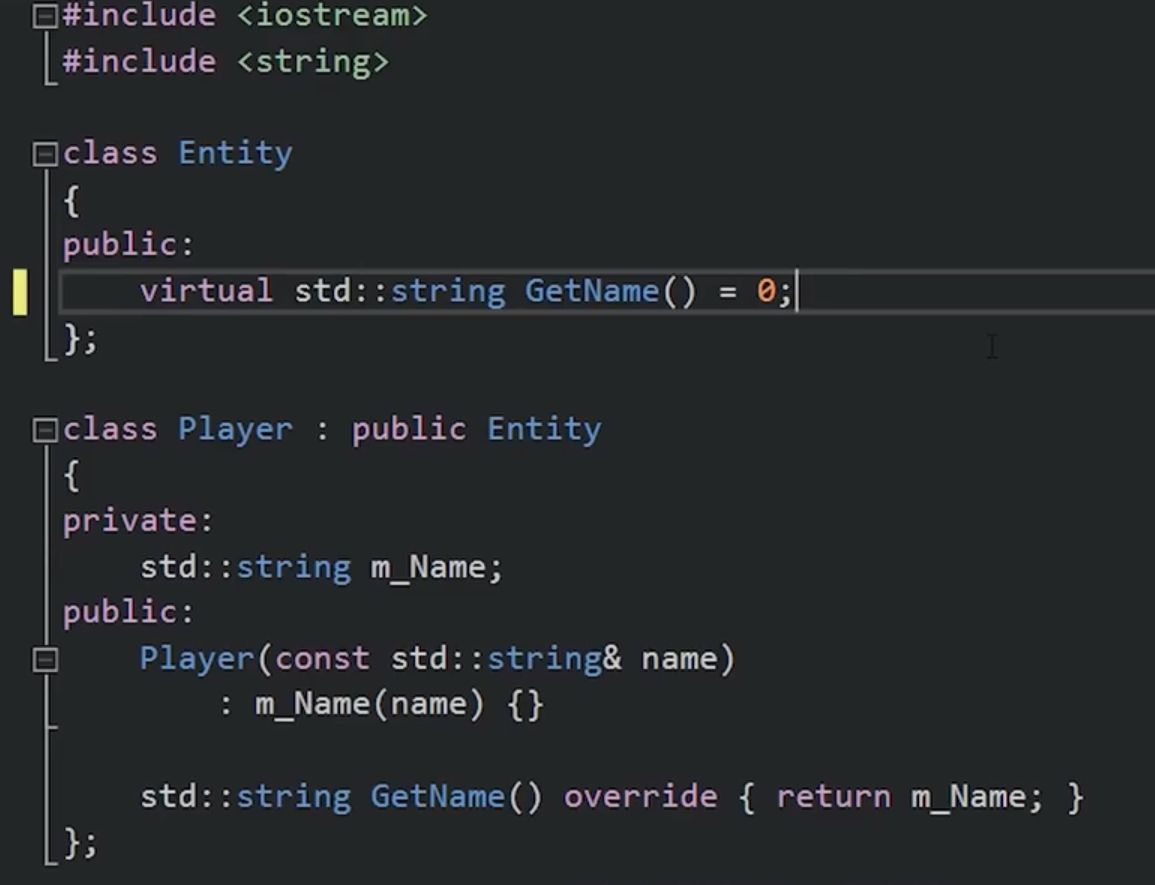 #include <iostream>
#include <string>
class Entity
{
public:
    virtual std::string GetName() = 0;
};
class Player : public Entity
{
private:
    std::string m_Name;
public:
    Player(const std::string& name)
        : m_Name(name) {}
    std::string GetName() override { return m_Name; }
};